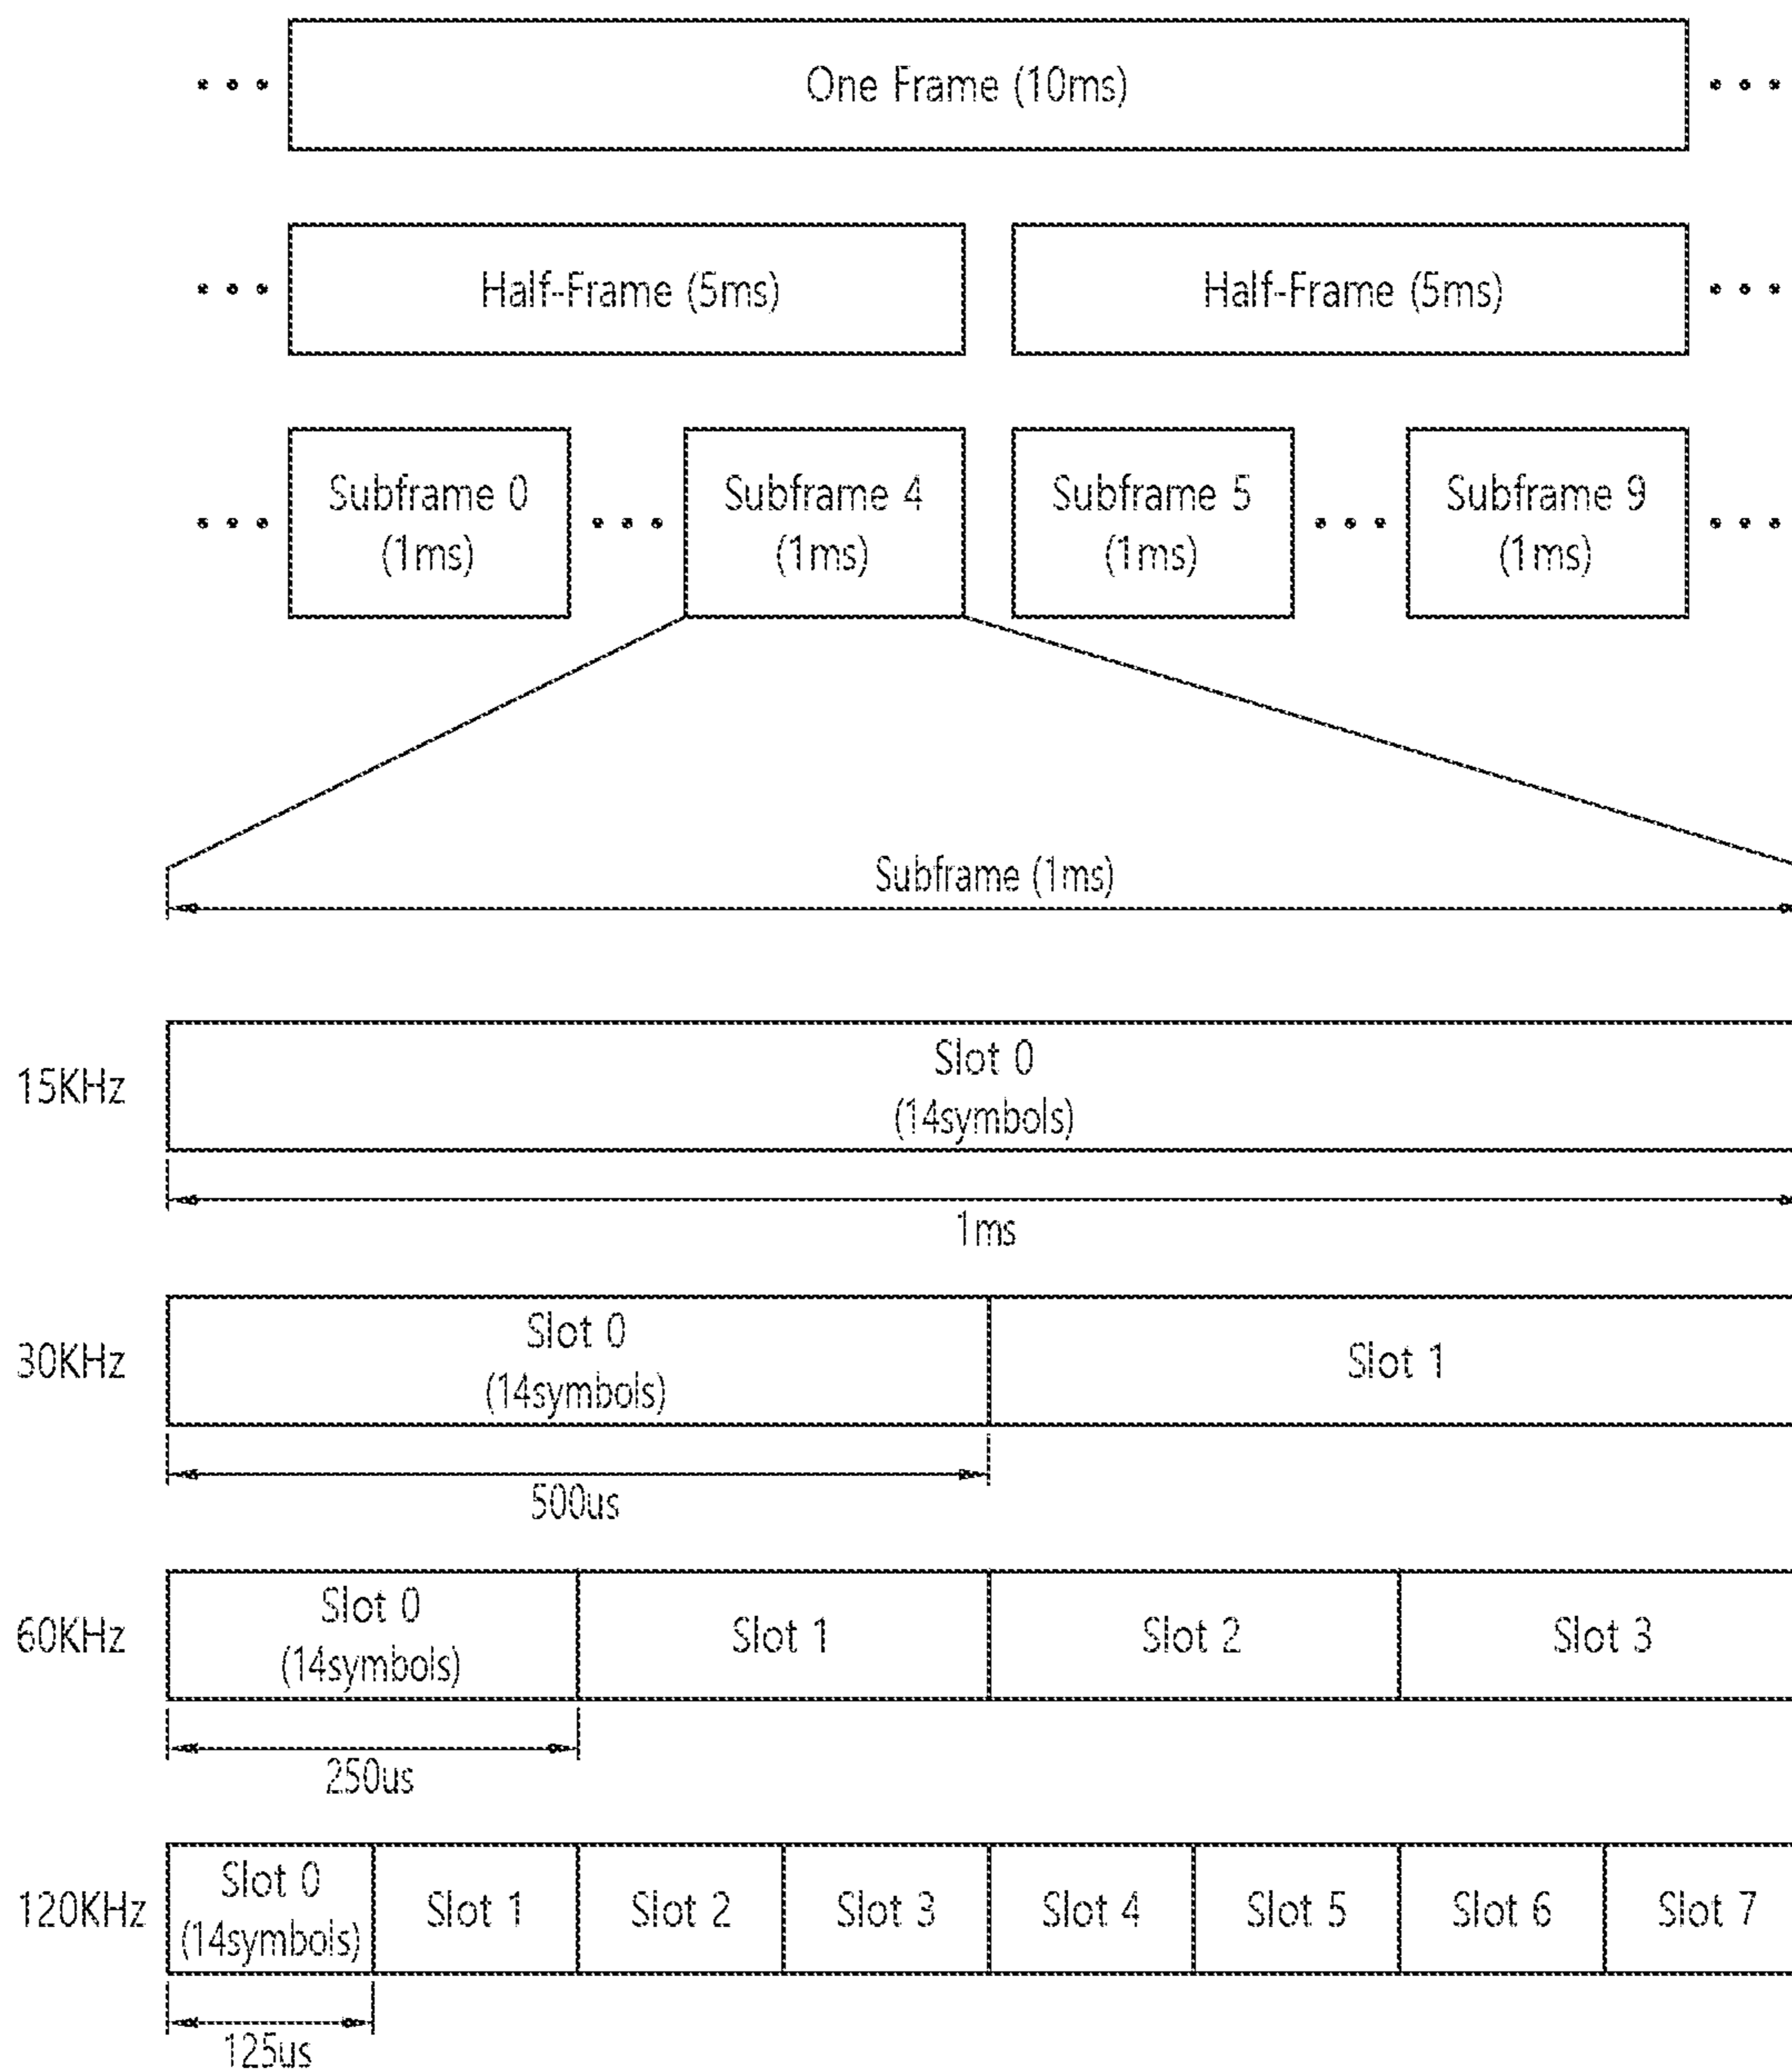 One Frame (10ms)
Half-Frame (5ms) Half-Frame (5ms)
Subframe 0 Subframe 4 Subframe 5 Subframe 9
(1ms) (1ms) (1ms) (1ms)
Subframe (1ms)
15KHz Slot 0
(14symbols)
1ms
30KHz Slot 0 Slot 1
(14symbols)
500us
60KHz Slot 0 Slot 1 Slot 2 Slot 3
(14symbols)
250us
120KHz Slot 0 Slot 1 Slot 2 Slot 3 Slot 4 Slot 5 Slot 6 Slot 7
(14symbols)
125us